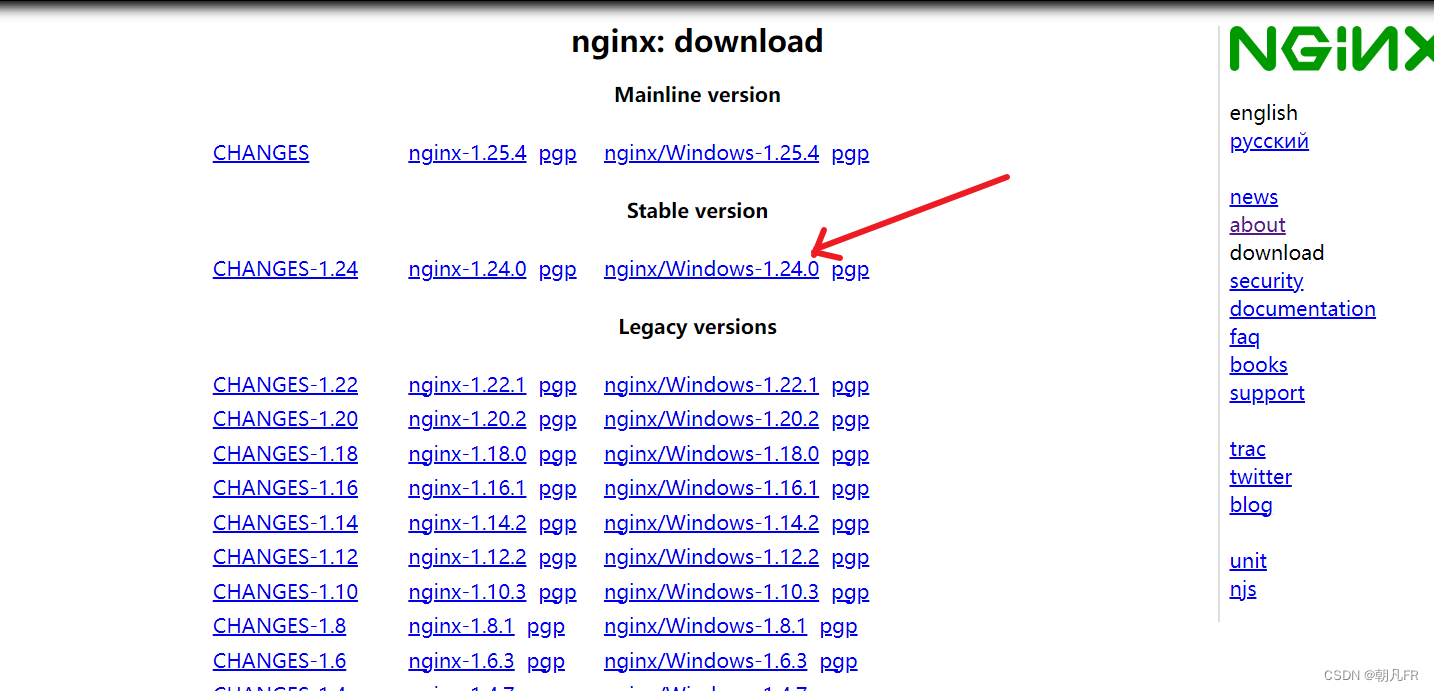 nginx: download
Mainline version
CHANGES nginx-1.25.4 pgp nginx/Windows-1.25.4 pgp
Stable version
CHANGES-1.24 nginx-1.24.0 pgp nginx/Windows-1.24.0 pgp
Legacy versions
CHANGES-1.22 nginx-1.22.1 pgp nginx/Windows-1.22.1 pgp
CHANGES-1.20 nginx-1.20.2 pgp nginx/Windows-1.20.2 pgp
CHANGES-1.18 nginx-1.18.0 pgp nginx/Windows-1.18.0 pgp
CHANGES-1.16 nginx-1.16.1 pgp nginx/Windows-1.16.1 pgp
CHANGES-1.14 nginx-1.14.2 pgp nginx/Windows-1.14.2 pgp
CHANGES-1.12 nginx-1.12.2 pgp nginx/Windows-1.12.2 pgp
CHANGES-1.10 nginx-1.10.3 pgp nginx/Windows-1.10.3 pgp
CHANGES-1.8 nginx-1.8.1 pgp nginx/Windows-1.8.1 pgp
CHANGES-1.6 nginx-1.6.3 pgp nginx/Windows-1.6.3 pgp
NGINX
english
русский
news
about
download
security
documentation
faq
books
support
trac
twitter
blog
unit
njs
CSDN @朝凡FR